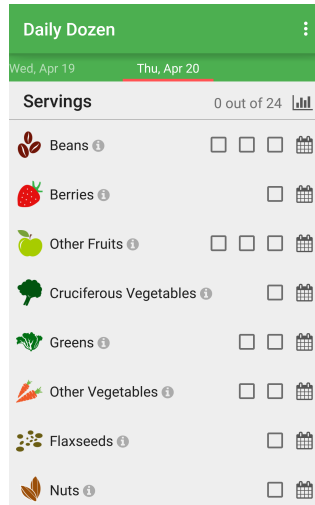 Daily Dozen
Wed, Apr 19 Thu, Apr 20
Servings 0 out of 24
Beans
Berries
Other Fruits
Cruciferous Vegetables
Greens
Other Vegetables
Flaxseeds
Nuts